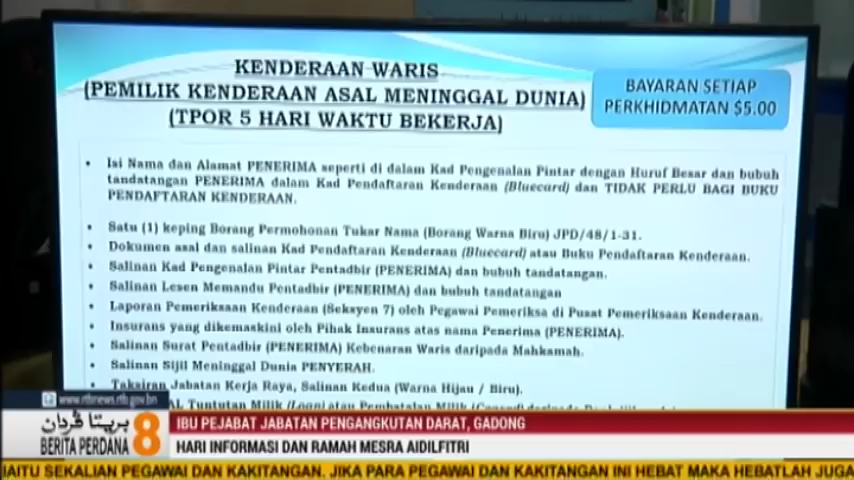 KENDERAAN WARIS
(PEMILIK KENDERAAN ASAL MENINGGAL DUNIA)
(TPOR 5 HARI WAKTU BEKERJA)
BAYARAN SETIAP
PERKHIDMATAN $5.00
• Isi Nama dan Alamat PENERIMA seperti di dalam Kad Pengenalan Pintar dengan Huruf Besar dan bubuh
tandatangan PENERIMA dalam Kad Pendaftaran Kenderaan (Bluecard) dan TIDAK PERLU BAGI BUKU
PENDAFTARAN KENDERAAN.
• Satu (1) keping Borang Permohonan Tukar Nama (Borang Warna Biru) JPD/48/1-31.
• Dokumen asal dan salinan Kad Pendaftaran Kenderaan (Bluecard) atau Buku Pendaftaran Kenderaan.
• Salinan Kad Pengenalan Pintar Pentadbir (PENERIMA) dan bubuh tandatangan.
• Salinan Lesen Memandu Pentadbir (PENERIMA) dan bubuh tandatangan
• Laporan Pemeriksaan Kenderaan (Seksyen 7) oleh Pegawai Pemeriksa di Pusat Pemeriksaan Kenderaan.
• Insurans yang dikemaskini oleh Pihak Insurans atas nama Penerima (PENERIMA).
• Salinan Surat Pentadbir (PENERIMA) Kebenaran Waris daripada Mahkamah.
• Salinan Sijil Meninggal Dunia PENYERAH.
• Taksiran Jabatan Kerja Raya, Salinan Kedua (Warna Hijau / Biru).
Tuntutan Milik (Logan) atau Pembatalan Milik
www.rtbnews.rtb.gov.bn
بريتا ڤردان
BERITA PERDANA 8
IBU PEJABAT JABATAN PENGANGKUTAN DARAT, GADONG
HARI INFORMASI DAN RAMAH MESRA AIDILFITRI
JAITU SEKALIAN PEGAWAI DAN KAKITANGAN. JIKA PARA PEGAWAI DAN KAKITANGAN INI HEBAT MAKA HEBATLAH JUGA